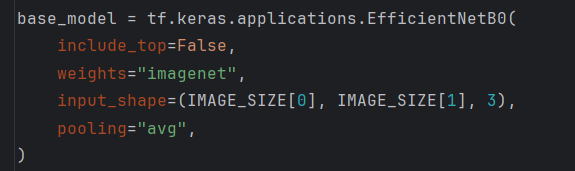 base_model = tf.keras.applications.EfficientNetB0(
    include_top=False,
    weights="imagenet",
    input_shape=(IMAGE_SIZE[0], IMAGE_SIZE[1], 3),
    pooling="avg",
)